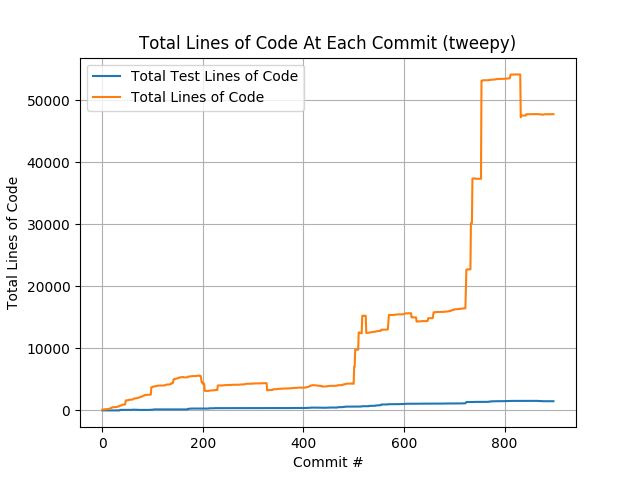 Total Lines of Code At Each Commit (tweepy)
Total Test Lines of Code
Total Lines of Code
Total Lines of Code
50000
40000
30000
20000
10000
0
0 200 400 600 800
Commit #